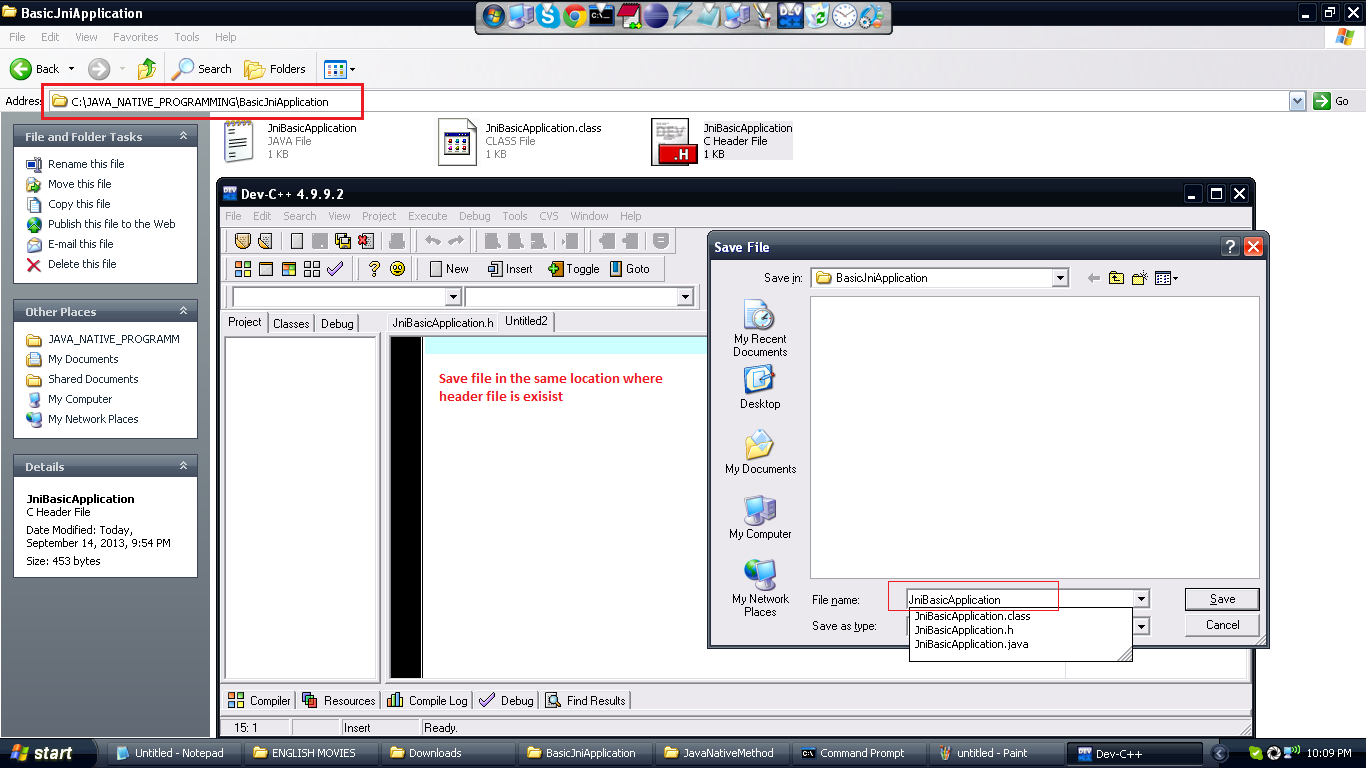 BasicJniApplication
File Edit View Favorites Tools Help
Back Search Folders
Address C:\JAVA_NATIVE_PROGRAMMING\BasicJniApplication Go
File and Folder Tasks
Rename this file
Move this file
Copy this file
Publish this file to the Web
E-mail this file
Delete this file
Other Places
JAVA_NATIVE_PROGRAMM
My Documents
Shared Documents
My Computer
My Network Places
Details
JniBasicApplication
C Header File
Date Modified: Today,
September 14, 2013, 9:54 PM
Size: 453 bytes
JniBasicApplication
JAVA File
1 KB
JniBasicApplication.class
CLASS File
1 KB
DEV
.H
JniBasicApplication
C Header File
1 KB
Dev-C++ 4.9.9.2
File Edit Search View Project Execute Debug Tools CVS Window Help
New Insert Toggle Goto
Project Classes Debug
JniBasicApplication.h Untitled2
Save file in the same location where
header file is exisist
Compiler Resources Compile Log Debug Find Results
15: 1 Insert Ready.
Save File
Save in: BasicJniApplication
My Recent
Documents
Desktop
My Documents
My Computer
My Network
Places
File name: JniBasicApplication Save
Save as type: Cancel
JniBasicApplication.class
JniBasicApplication.h
JniBasicApplication.java
start Untitled - Notepad ENGLISH MOVIES Downloads BasicJniApplication JavaNativeMethod Command Prompt untitled - Paint Dev-C++ 10:09 PM